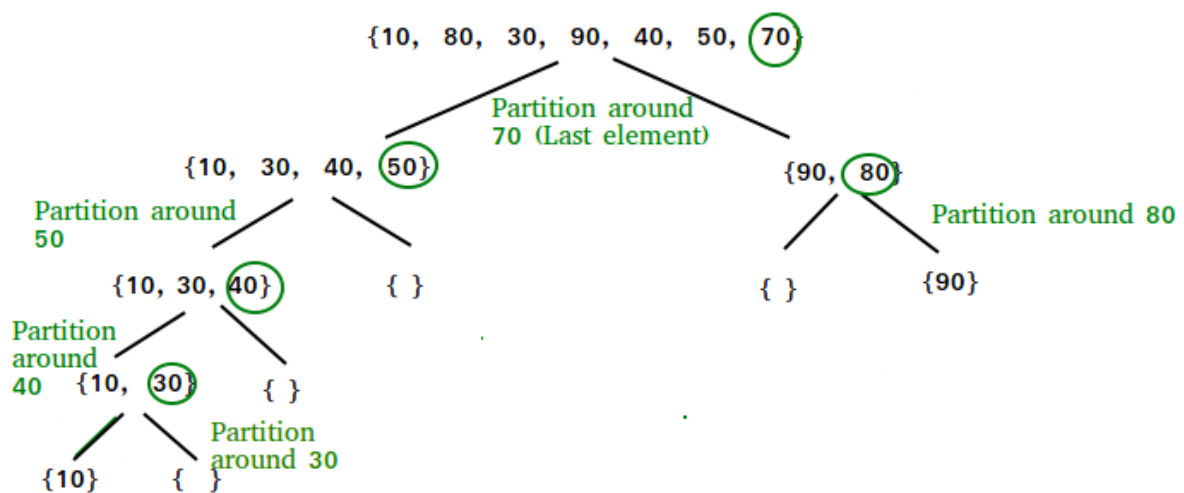 {10, 80, 30, 90, 40, 50, 70}
Partition around
70 (Last element)
{10, 30, 40, 50}
{90, 80}
Partition around
50
Partition around 80
{10, 30, 40}
{ }
{ }
{90}
Partition
around
40
{10, 30}
{ }
Partition
around 30
{10}
{ }